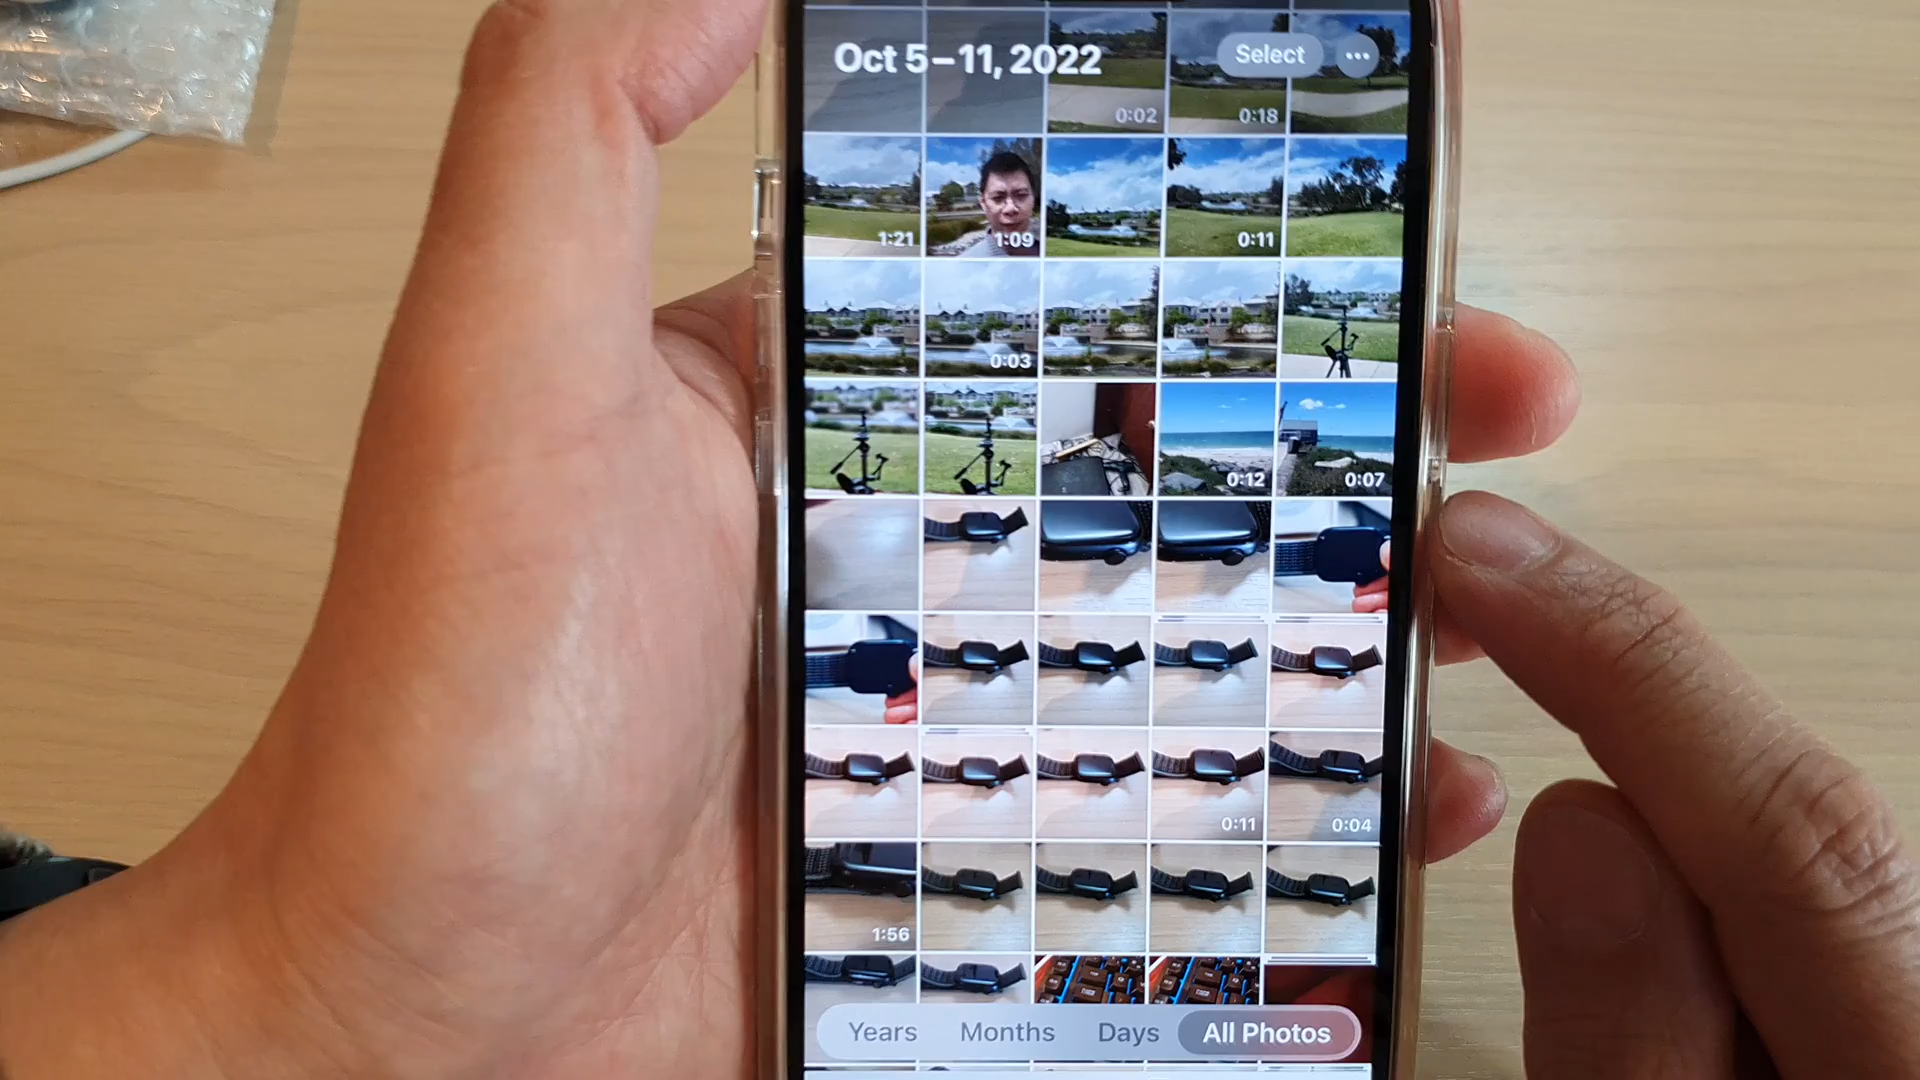 Oct 5–11, 2022 Select
0:02 0:18
1:21 1:09 0:11
0:03
0:12 0:07
0:11 0:04
1:56
Years Months Days All Photos